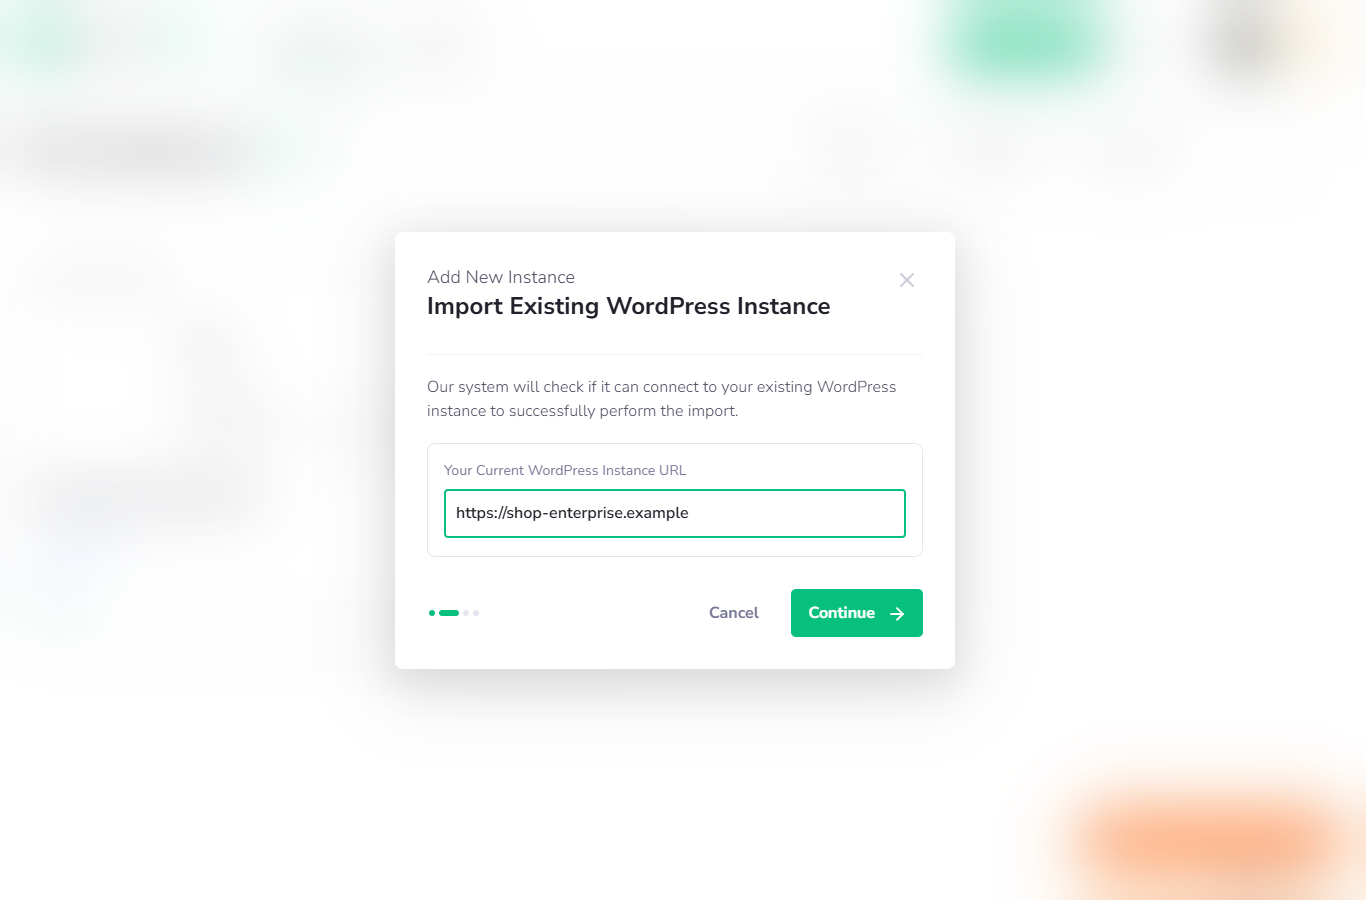 Add New Instance
Import Existing WordPress Instance
Our system will check if it can connect to your existing WordPress
instance to successfully perform the import.
Your Current WordPress Instance URL
https://shop-enterprise.example
Cancel
Continue